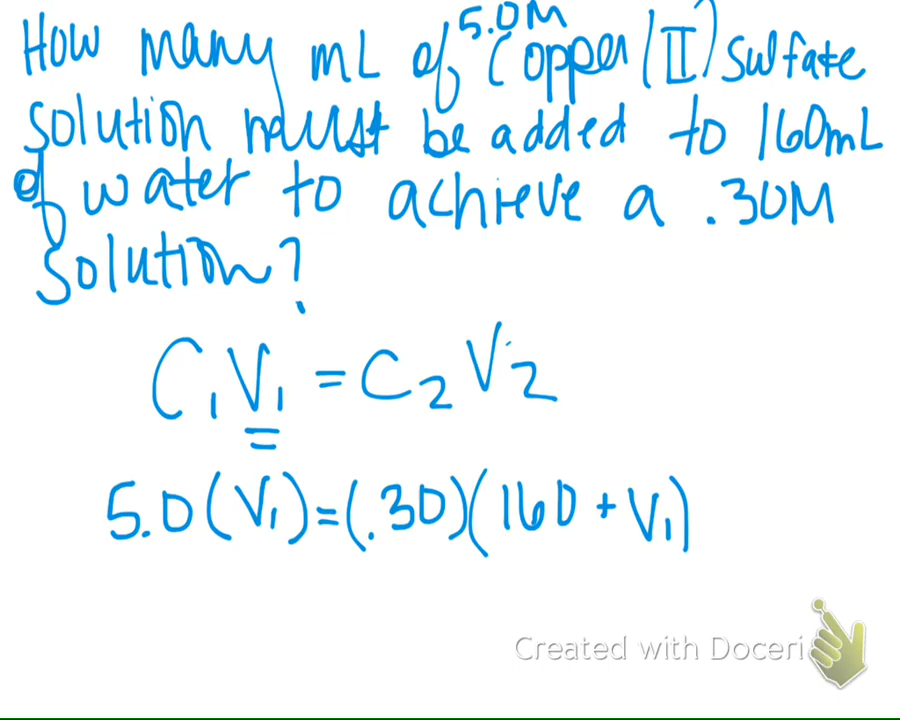 How many mL of 5.0M Copper (II) Sulfate
solution must be added to 160mL
of water to achieve a .30M
solution?
C₁V₁ = C₂V₂
5.0(V₁)=(.30)(160 + V₁)
Created with Doceri